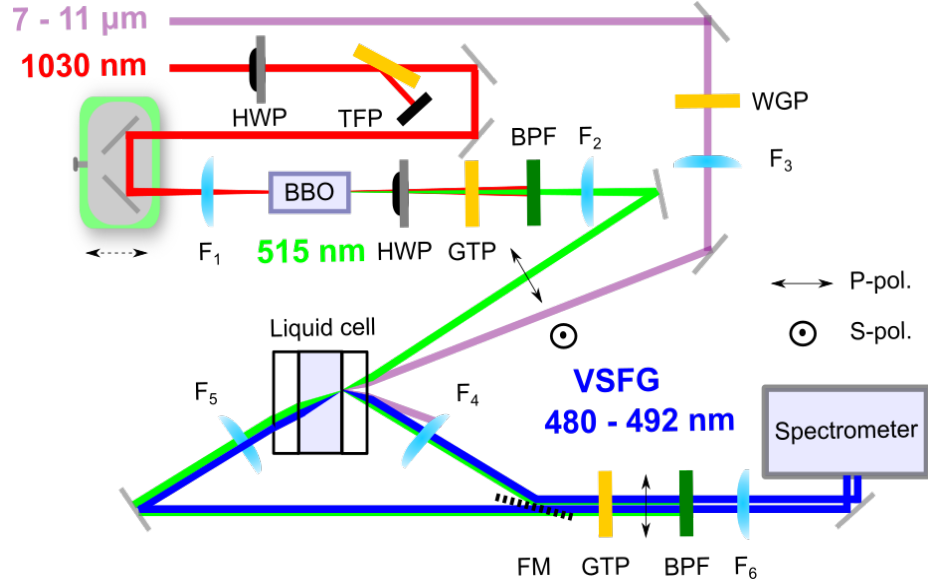 7 - 11 µm
1030 nm
HWP
TFP
WGP
BPF
F2
F3
BBO
F1
515 nm
HWP
GTP
P-pol.
S-pol.
Liquid cell
VSFG
480 - 492 nm
F5
F4
Spectrometer
FM
GTP
BPF
F6